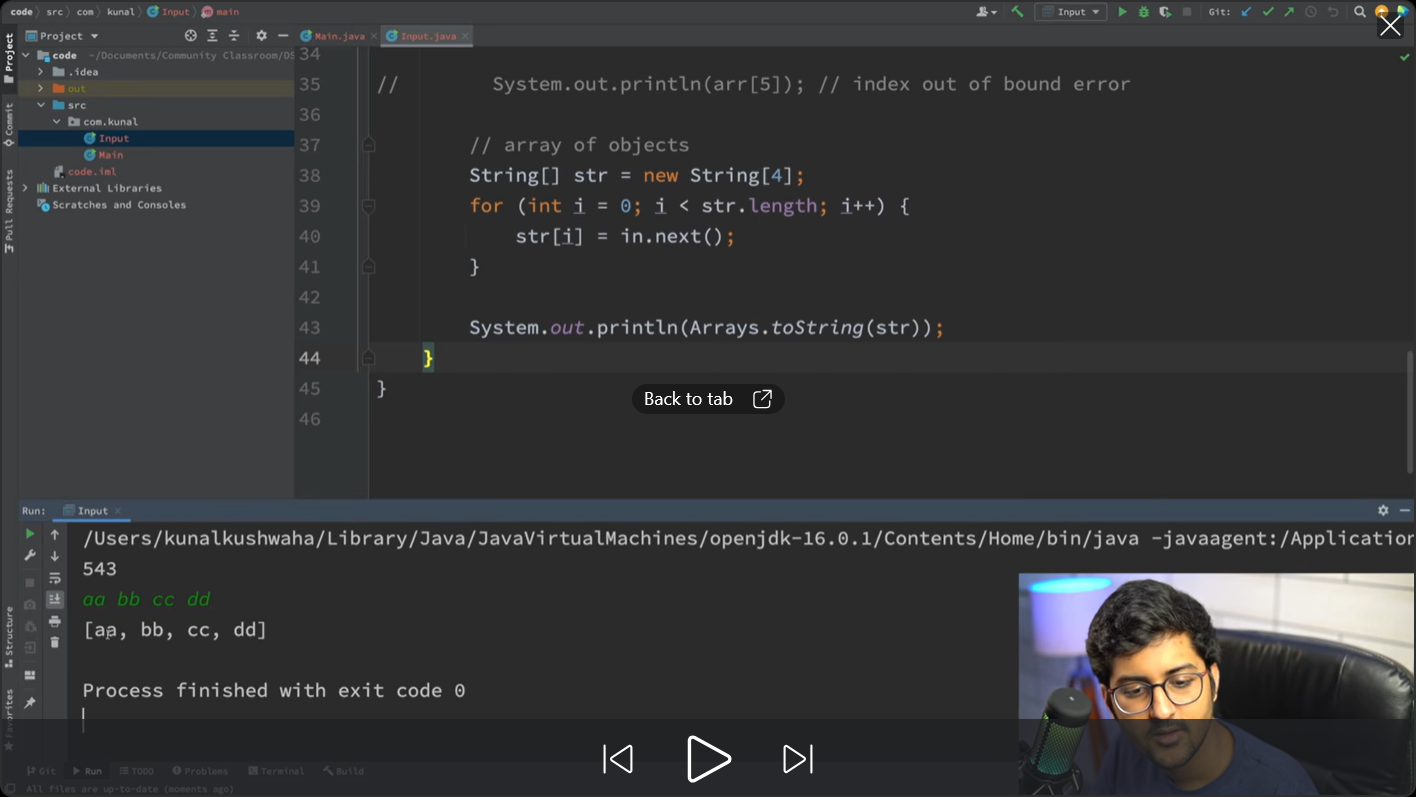 code src com kunal Input main
Input
Git:
Project
Main.java
Input.java
code ~/Documents/Community Classroom/OS
.idea
out
src
com.kunal
Input
Main
code.iml
External Libraries
Scratches and Consoles
Project
Commit
Pull Requests
Structure
Favorites
34
35 // System.out.println(arr[5]); // index out of bound error
36
37 // array of objects
38 String[] str = new String[4];
39 for (int i = 0; i < str.length; i++) {
40 str[i] = in.next();
41 }
42
43 System.out.println(Arrays.toString(str));
44 }
45 }
46
Back to tab
Run: Input
/Users/kunalkushwaha/Library/Java/JavaVirtualMachines/openjdk-16.0.1/Contents/Home/bin/java -javaagent:/Application
543
aa bb cc dd
[aa, bb, cc, dd]
Process finished with exit code 0
Git Run TODO Problems Terminal Build
All files are up-to-date (moments ago)